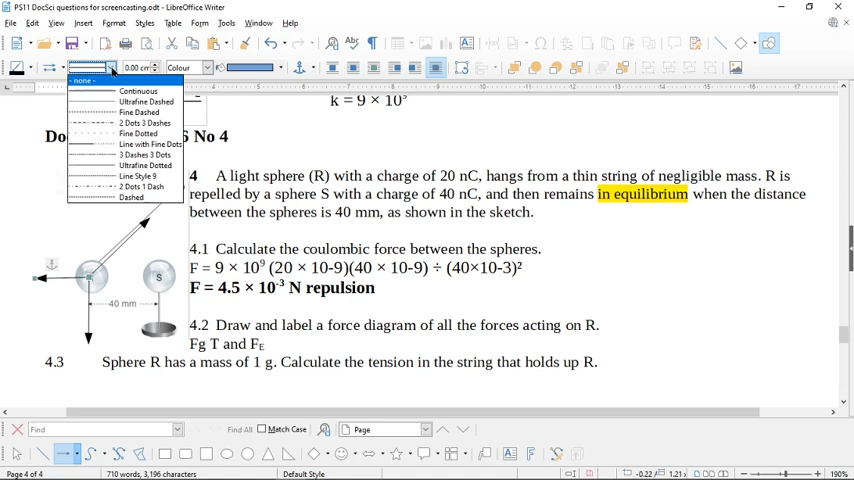 PS11 DocSci questions for screencasting.odt - LibreOffice Writer
File Edit View Insert Format Styles Table Form Tools Window Help
0.00 cm Colour
- none -
Continuous
Ultrafine Dashed
Fine Dashed
2 Dots 3 Dashes
Fine Dotted
Line with Fine Dots
3 Dashes 3 Dots
Ultrafine Dotted
Line Style 9
2 Dots 1 Dash
Dashed
k = 9 × 10⁹
Do 6 No 4
4 A light sphere (R) with a charge of 20 nC, hangs from a thin string of negligible mass. R is
repelled by a sphere S with a charge of 40 nC, and then remains in equilibrium when the distance
between the spheres is 40 mm, as shown in the sketch.
4.1 Calculate the coulombic force between the spheres.
F = 9 × 10⁹ (20 × 10-9)(40 × 10-9) ÷ (40×10-3)²
F = 4.5 × 10⁻³ N repulsion
S
40 mm
4.2 Draw and label a force diagram of all the forces acting on R.
Fg T and FE
4.3 Sphere R has a mass of 1 g. Calculate the tension in the string that holds up R.
Find Find All Match Case Page
Page 4 of 4 710 words, 3,196 characters Default Style -0.22 1.21 190%